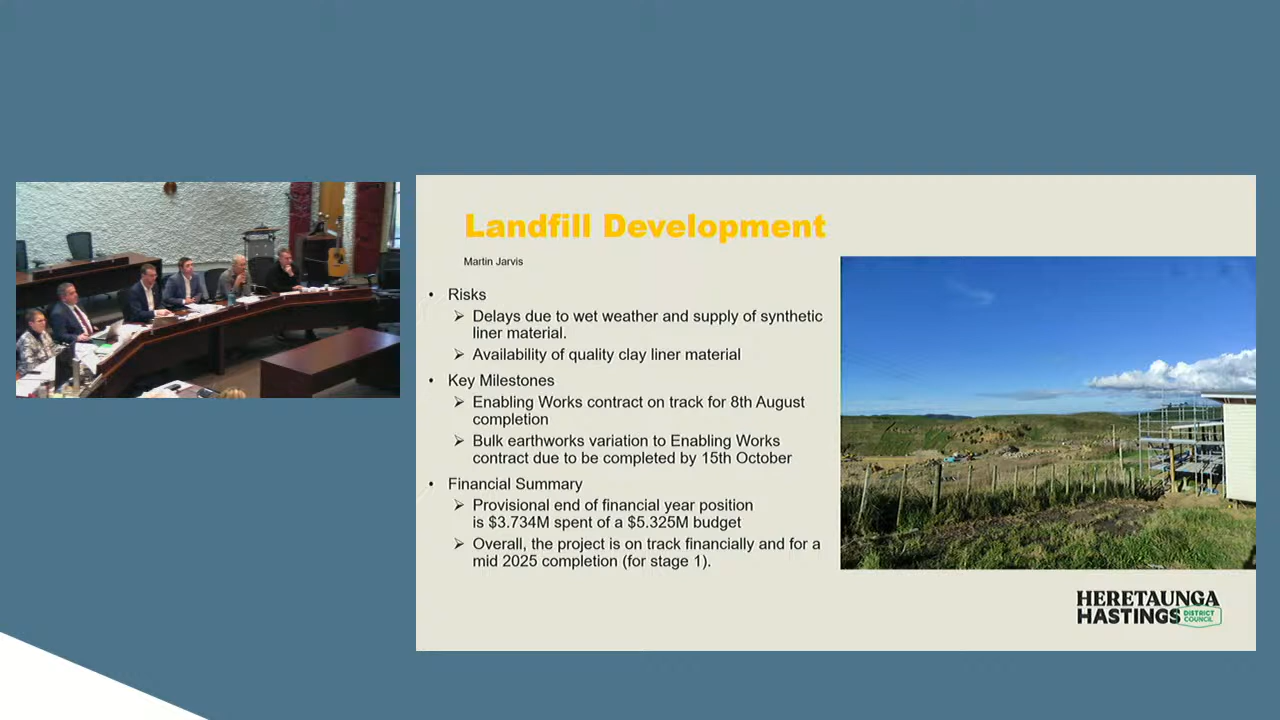 Landfill Development
Martin Jarvis
• Risks
➢ Delays due to wet weather and supply of synthetic
liner material.
➢ Availability of quality clay liner material
• Key Milestones
➢ Enabling Works contract on track for 8th August
completion
➢ Bulk earthworks variation to Enabling Works
contract due to be completed by 15th October
• Financial Summary
➢ Provisional end of financial year position
is $3.734M spent of a $5.325M budget
➢ Overall, the project is on track financially and for a
mid 2025 completion (for stage 1).
HERETAUNGA
HASTINGS DISTRICT
COUNCIL